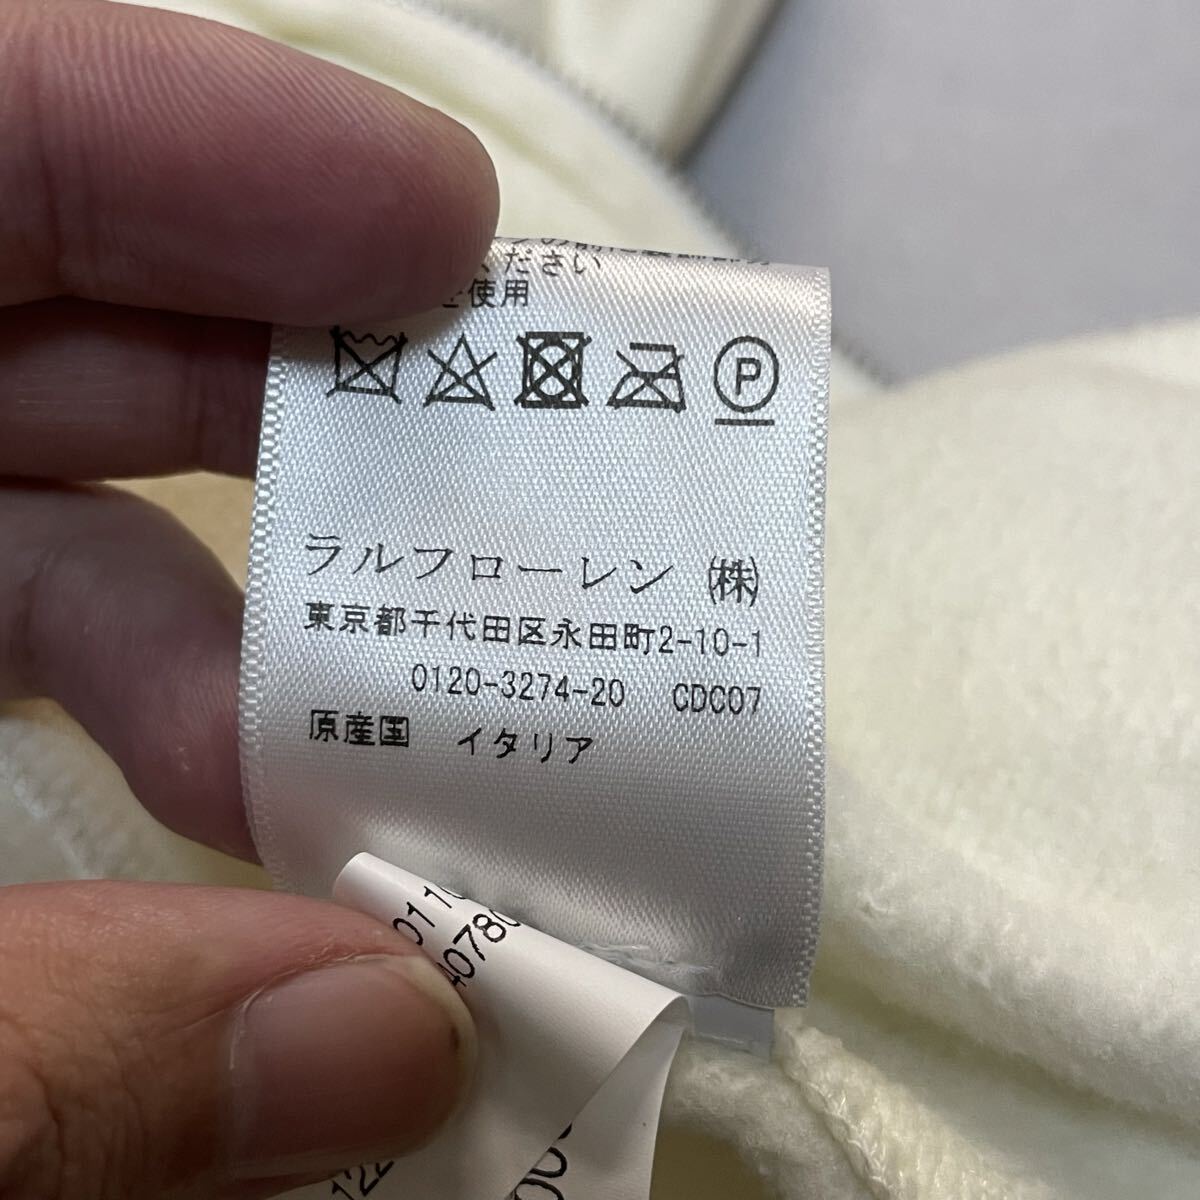 ください
使用
P
ラルフローレン ㈱
東京都千代田区永田町2-10-1
0120-3274-20 CDC07
原産国 イタリア